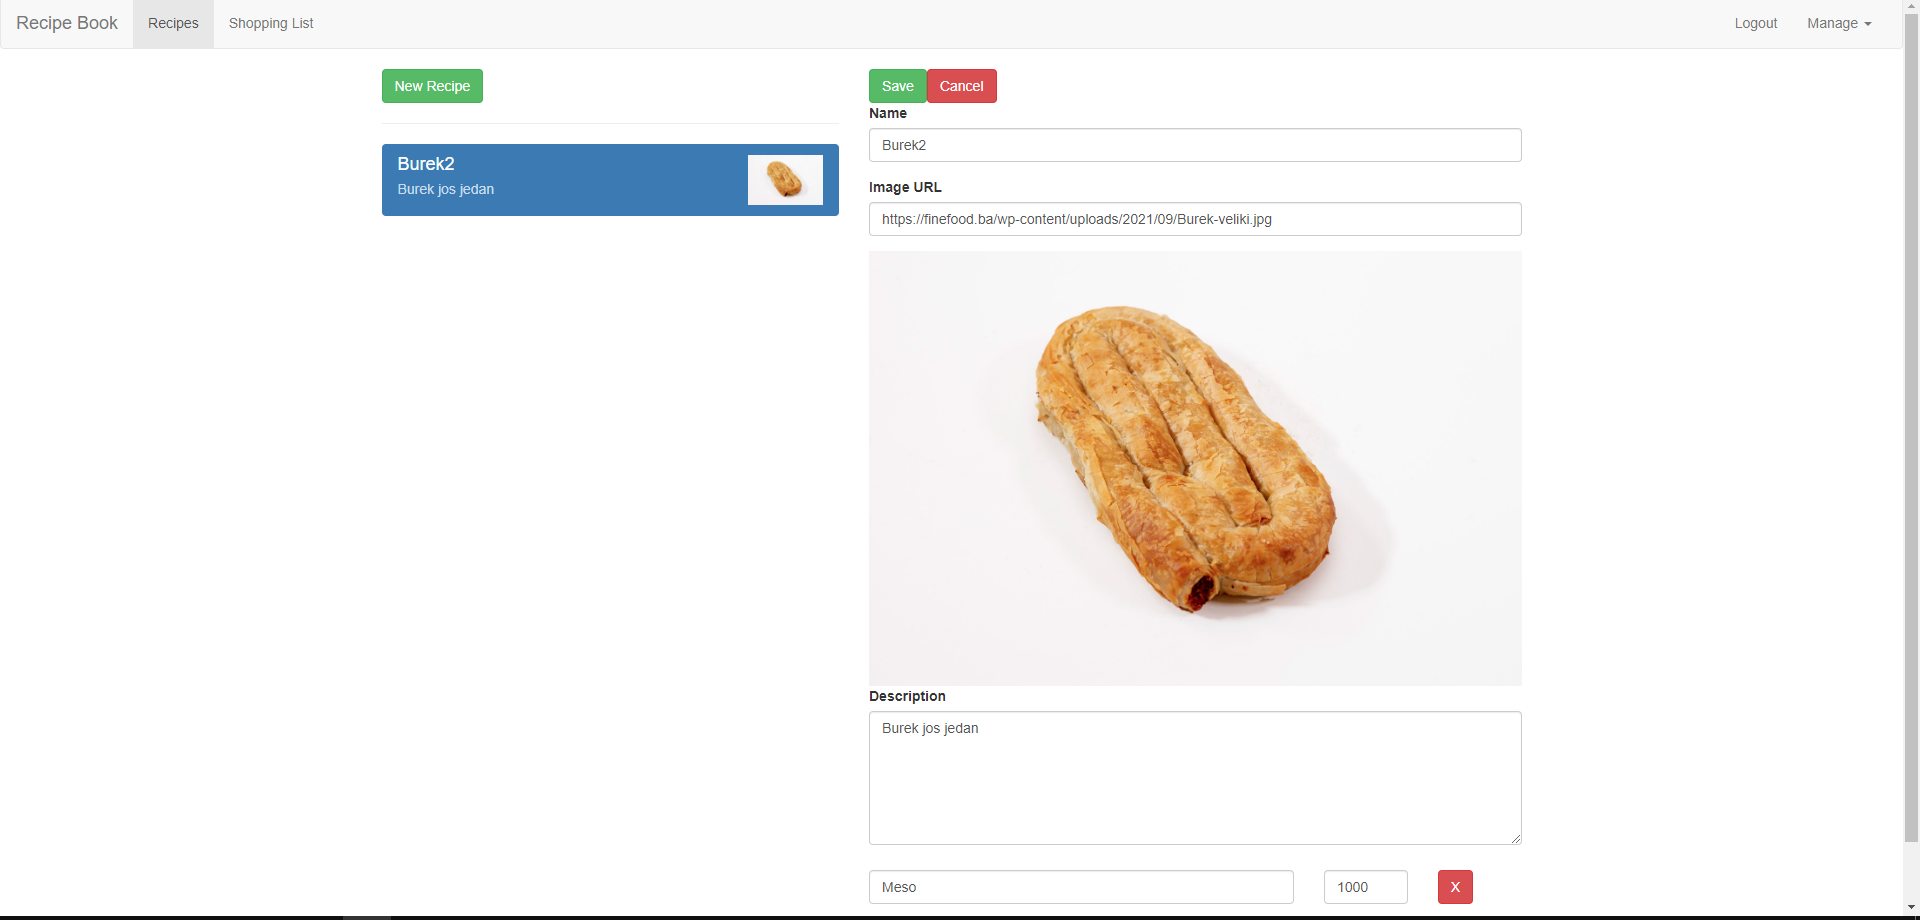 Recipe Book Recipes Shopping List Logout Manage
New Recipe
Burek2
Burek jos jedan
Save Cancel
Name
Burek2
Image URL
https://finefood.ba/wp-content/uploads/2021/09/Burek-veliki.jpg
Description
Burek jos jedan
Meso 1000 X